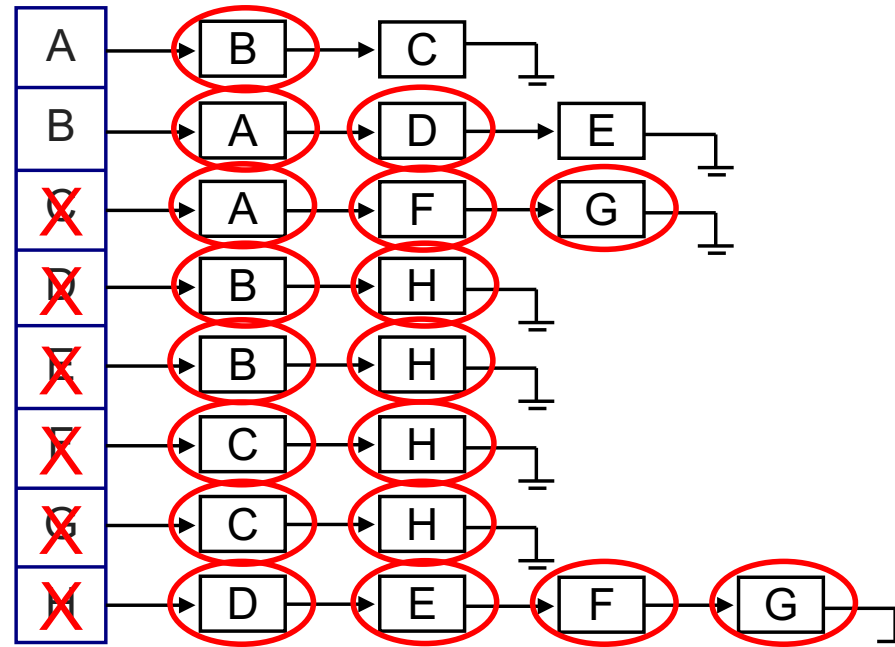 A B C
B A D E
C A F G
D B H
E B H
F C H
G C H
H D E F G